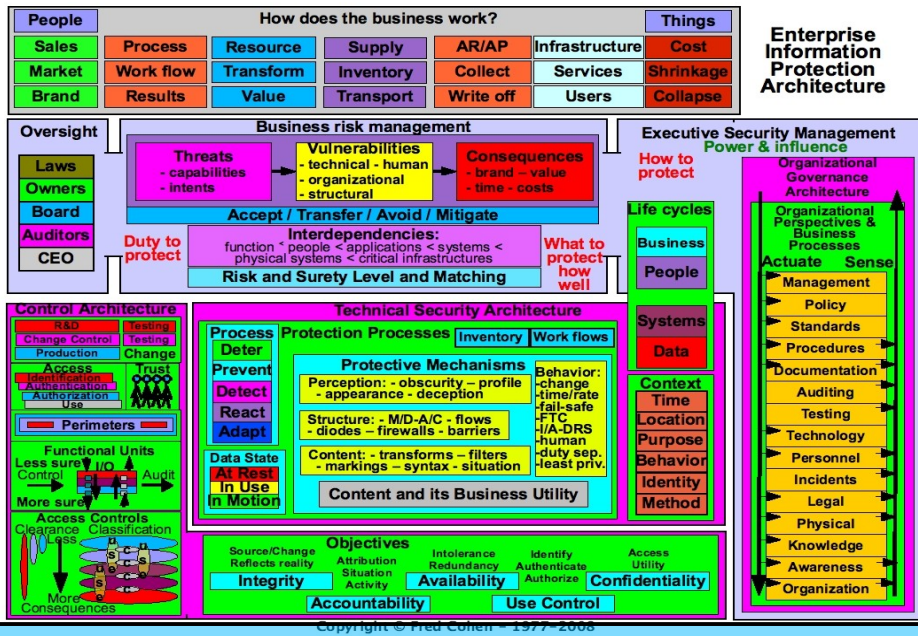 People
How does the business work?
Things
Sales Process Resource Supply AR/AP Infrastructure Cost
Market Work flow Transform Inventory Collect Services Shrinkage
Brand Results Value Transport Write off Users Collapse
Enterprise
Information
Protection
Architecture
Oversight
Laws
Owners
Board
Auditors
CEO
Business risk management
Threats
- capabilities
- intents
Vulnerabilities
- technical - human
- organizational
- structural
Consequences
- brand – value
- time - costs
Accept / Transfer / Avoid / Mitigate
Duty to
protect
Interdependencies:
function < people < applications < systems <
physical systems < critical infrastructures
Risk and Surety Level and Matching
What to
protect
how
well
Executive Security Management
Power & influence
How to
protect
Life cycles
Business
People
Systems
Data
Organizational
Governance
Architecture
Organizational
Perspectives &
Business
Processes
Actuate Sense
Management
Policy
Standards
Procedures
Documentation
Auditing
Testing
Technology
Personnel
Incidents
Legal
Physical
Knowledge
Awareness
Organization
Control Architecture
R&D Testing
Change Control Testing
Production Change
Access Trust
Identification
Authentication
Authorization
Use
Perimeters
Functional Units
Less sure I/O
Control Audit
More sure
Access Controls
Clearance Classification
Less
More
Consequences
Technical Security Architecture
Process
Deter
Prevent
Detect
React
Adapt
Data State
At Rest
In Use
In Motion
Protection Processes
Inventory Work flows
Protective Mechanisms
Perception: - obscurity – profile
- appearance - deception
Structure: - M/D-A/C - flows
- diodes – firewalls - barriers
Content: - transforms – filters
- markings – syntax - situation
Behavior:
-change
-time/rate
-fail-safe
-FTC
-I/A-DRS
-human
-duty sep.
-least priv.
Content and its Business Utility
Context
Time
Location
Purpose
Behavior
Identity
Method
Objectives
Source/Change
Reflects reality
Integrity
Attribution
Situation
Activity
Accountability
Intolerance
Redundancy
Availability
Identify
Authenticate
Authorize
Use Control
Access
Utility
Confidentiality
Copyright © Fred Cohen – 1977-2008